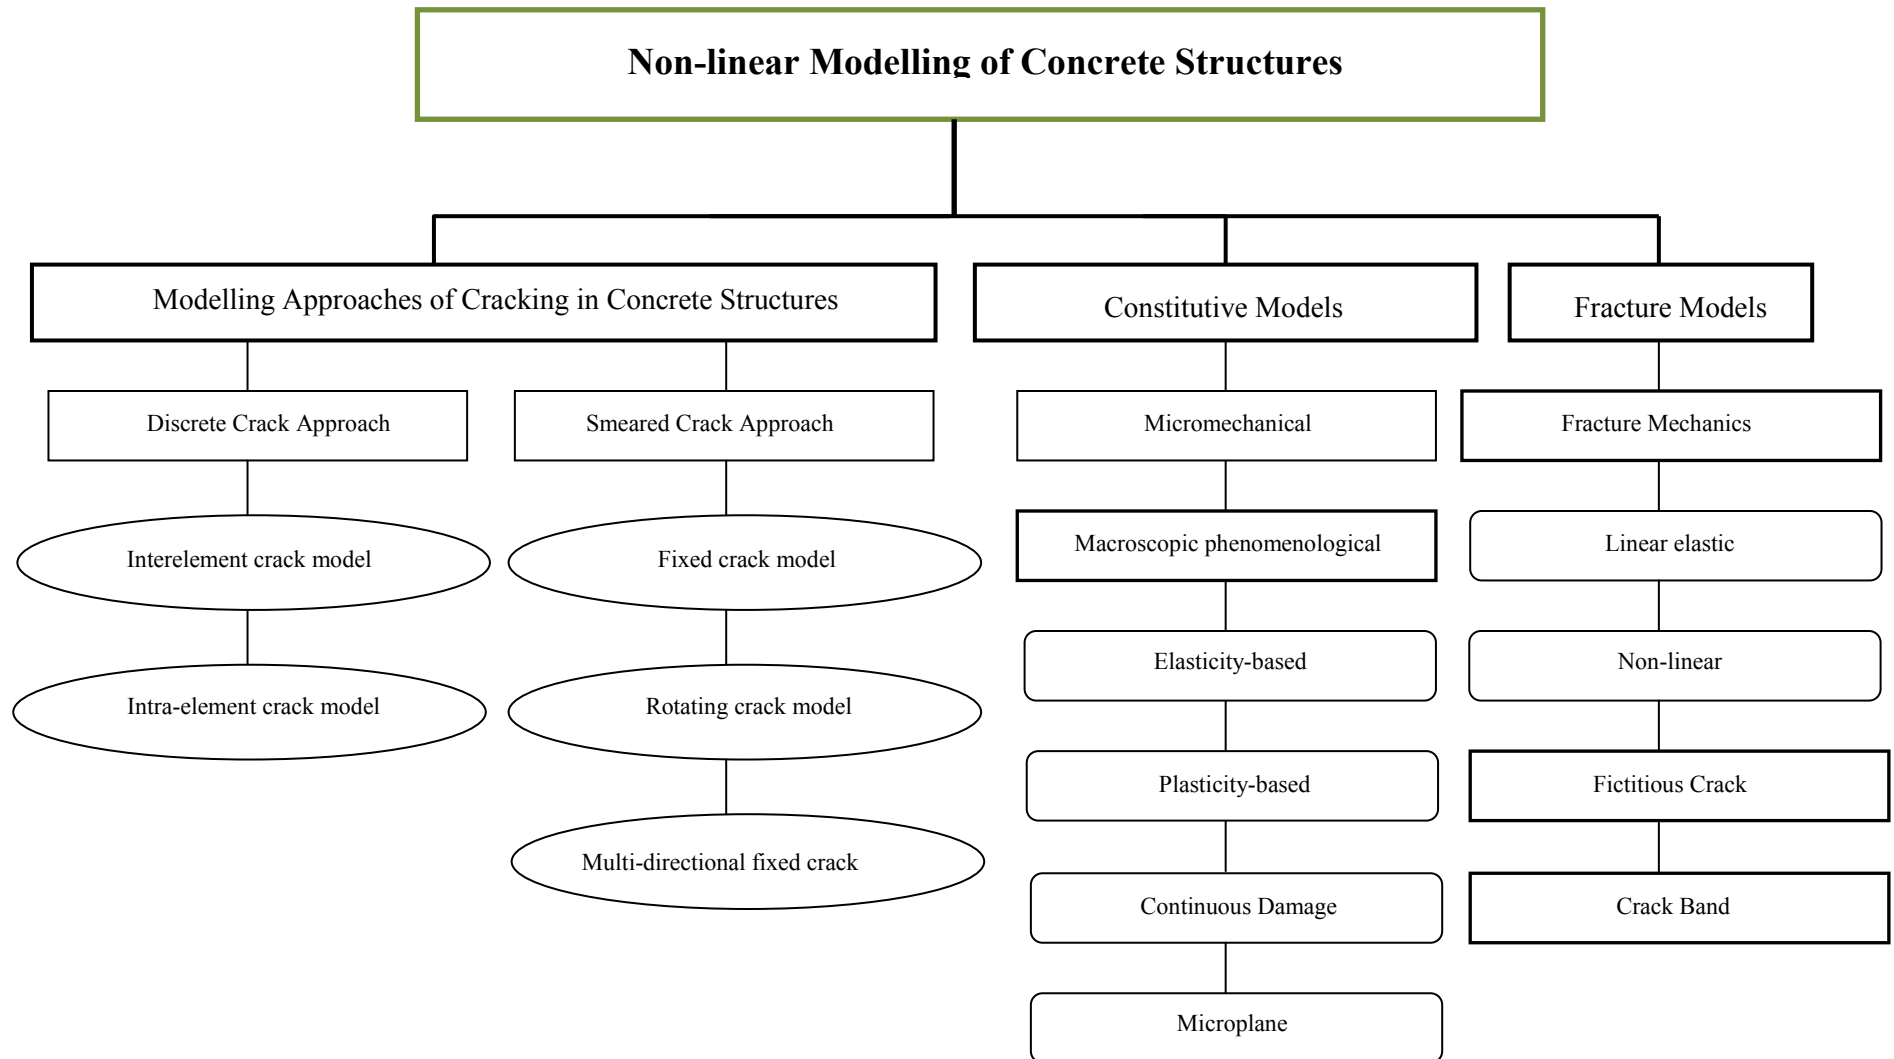 Non-linear Modelling of Concrete Structures
Modelling Approaches of Cracking in Concrete Structures
Constitutive Models
Fracture Models
Discrete Crack Approach
Smeared Crack Approach
Micromechanical
Fracture Mechanics
Macroscopic phenomenological
Linear elastic
Interelement crack model
Fixed crack model
Elasticity-based
Non-linear
Intra-element crack model
Rotating crack model
Plasticity-based
Fictitious Crack
Multi-directional fixed crack
Continuous Damage
Crack Band
Microplane